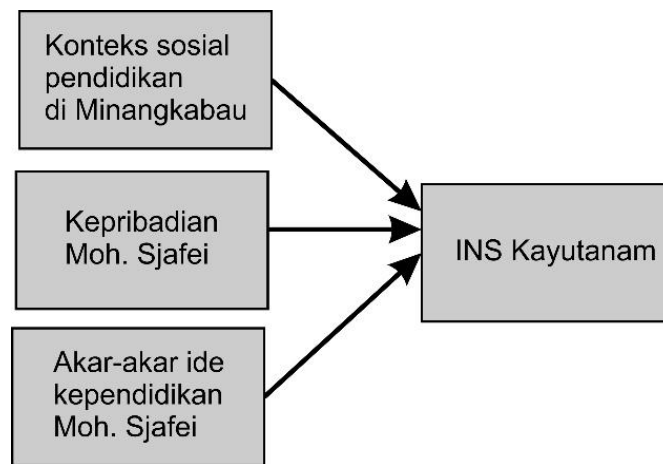 Konteks sosial
pendidikan
di Minangkabau
Kepribadian
Moh. Sjafei
Akar-akar ide
kependidikan
Moh. Sjafei
INS Kayutanam